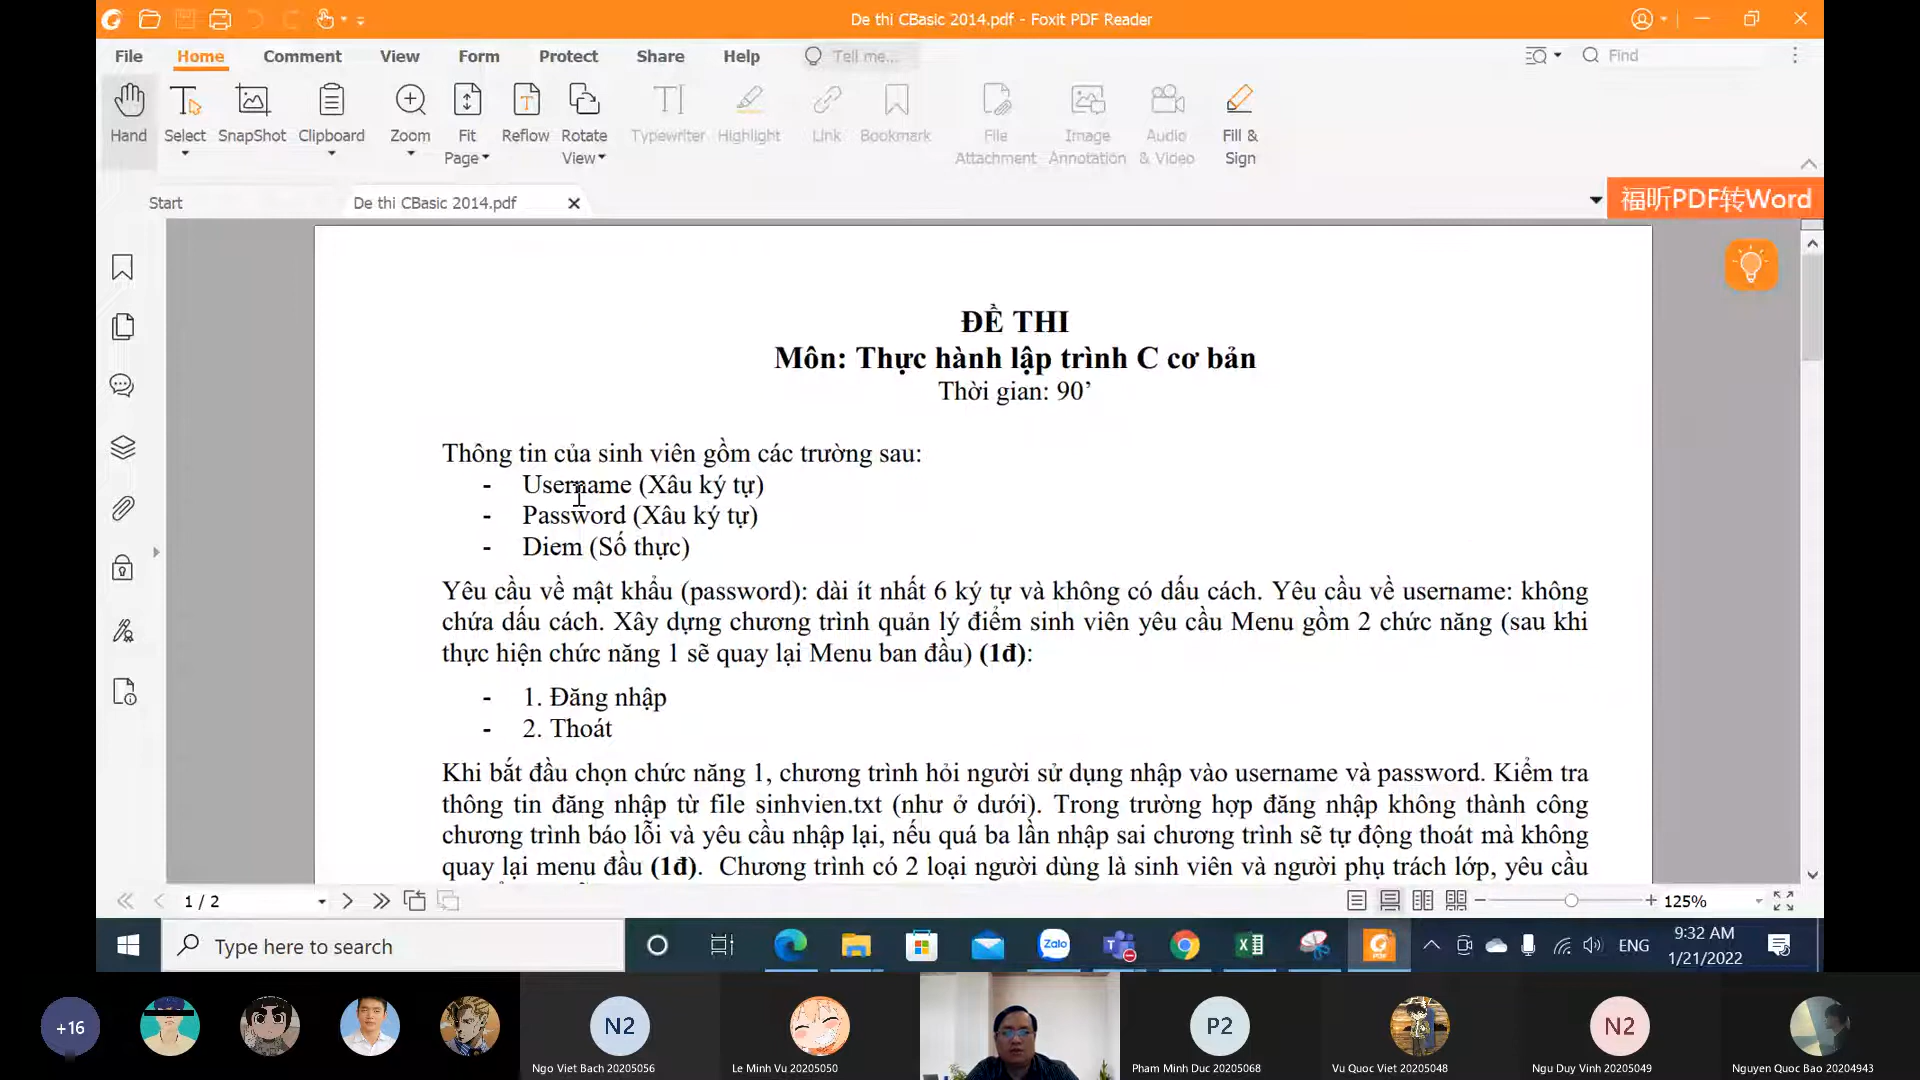 De thi CBasic 2014.pdf - Foxit PDF Reader
File Home Comment View Form Protect Share Help Tell me... Find
Hand Select SnapShot Clipboard Zoom Fit Page Reflow Rotate View Typewriter Highlight Link Bookmark File Attachment Image Annotation Audio & Video Fill & Sign
Start De thi CBasic 2014.pdf 福昕PDF转Word
ĐỀ THI
Môn: Thực hành lập trình C cơ bản
Thời gian: 90’
Thông tin của sinh viên gồm các trường sau:
- Username (Xâu ký tự)
- Password (Xâu ký tự)
- Diem (Số thực)
Yêu cầu về mật khẩu (password): dài ít nhất 6 ký tự và không có dấu cách. Yêu cầu về username: không
chứa dấu cách. Xây dựng chương trình quản lý điểm sinh viên yêu cầu Menu gồm 2 chức năng (sau khi
thực hiện chức năng 1 sẽ quay lại Menu ban đầu) (1đ):
- 1. Đăng nhập
- 2. Thoát
Khi bắt đầu chọn chức năng 1, chương trình hỏi người sử dụng nhập vào username và password. Kiểm tra
thông tin đăng nhập từ file sinhvien.txt (như ở dưới). Trong trường hợp đăng nhập không thành công
chương trình báo lỗi và yêu cầu nhập lại, nếu quá ba lần nhập sai chương trình sẽ tự động thoát mà không
quay lại menu đầu (1đ). Chương trình có 2 loại người dùng là sinh viên và người phụ trách lớp, yêu cầu
1 / 2 125%
Type here to search Zalo ENG 9:32 AM
1/21/2022
+16 N2 P2 N2
Ngo Viet Bach 20205056 Le Minh Vu 20205050 Pham Minh Duc 20205068 Vu Quoc Viet 20205048 Ngu Duy Vinh 20205049 Nguyen Quoc Bao 20204943